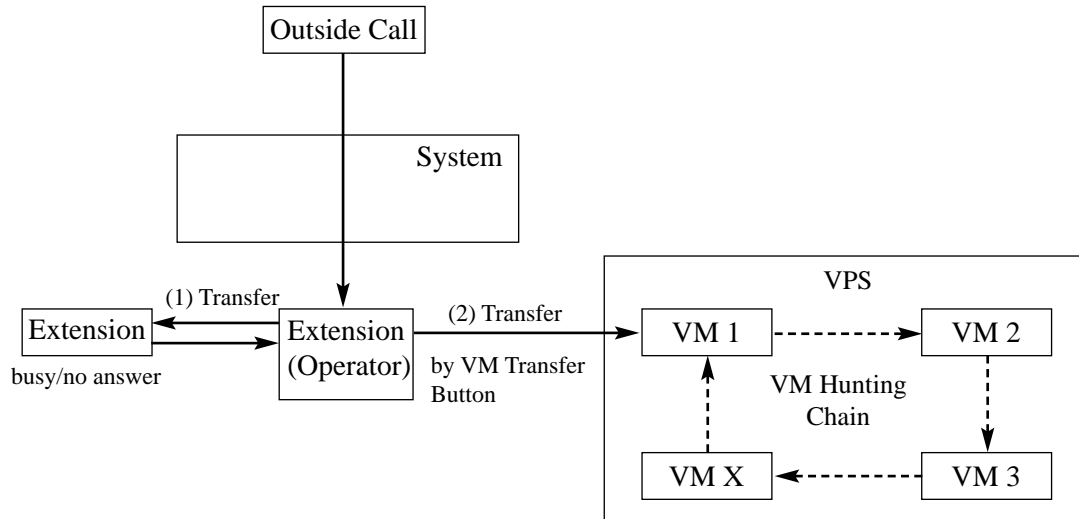 Outside Call
System
VPS
(1) Transfer
(2) Transfer
Extension
Extension
(Operator)
VM 1
VM 2
busy/no answer
by VM Transfer
Button
VM Hunting
Chain
VM X
VM 3